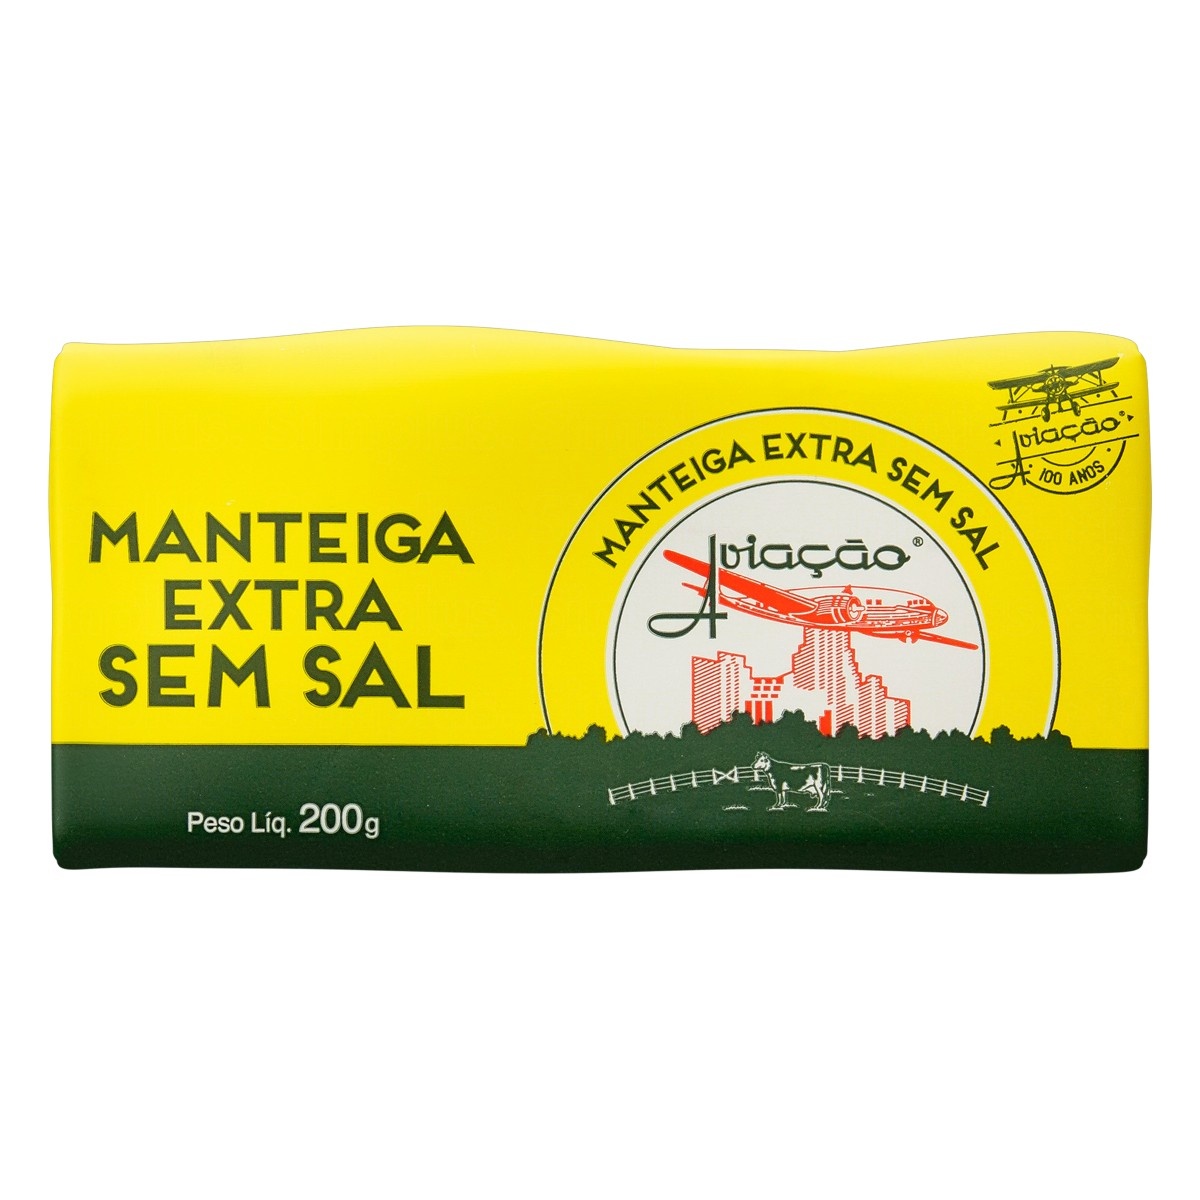 MANTEIGA
EXTRA
SEM SAL
Peso Líq. 200g
MANTEIGA EXTRA SEM SAL
Aviação®
Aviação®
100 ANOS